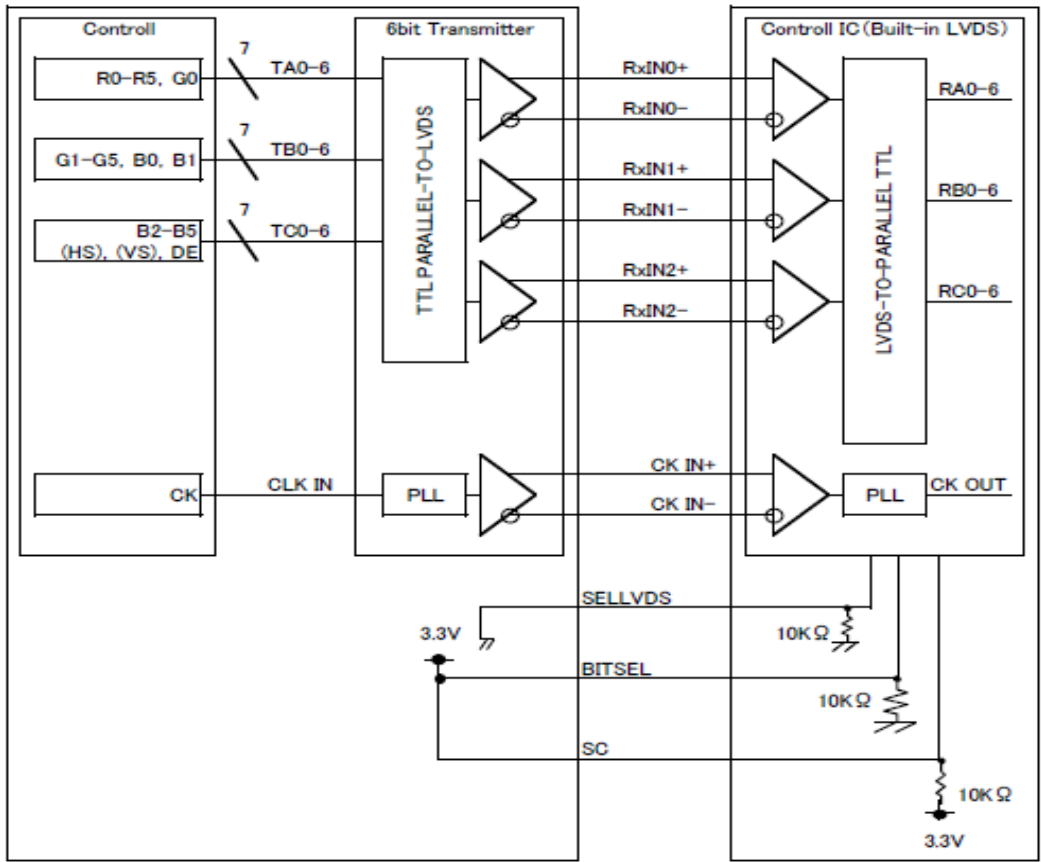 Controll
6bit Transmitter
Controll IC(Built-in LVDS)
R0-R5, G0
7
TA0-6
RxIN0+
RxIN0-
RA0-6
G1-G5, B0, B1
7
TB0-6
RxIN1+
RxIN1-
RB0-6
B2-B5
(HS), (VS), DE
7
TC0-6
RxIN2+
RxIN2-
RC0-6
TTL PARALLEL-TO-LVDS
LVDS-TO-PARALLEL TTL
CK
CLK IN
PLL
CK IN+
CK IN-
PLL
CK OUT
SELLVDS
10KΩ
3.3V
BITSEL
10KΩ
SC
10KΩ
3.3V